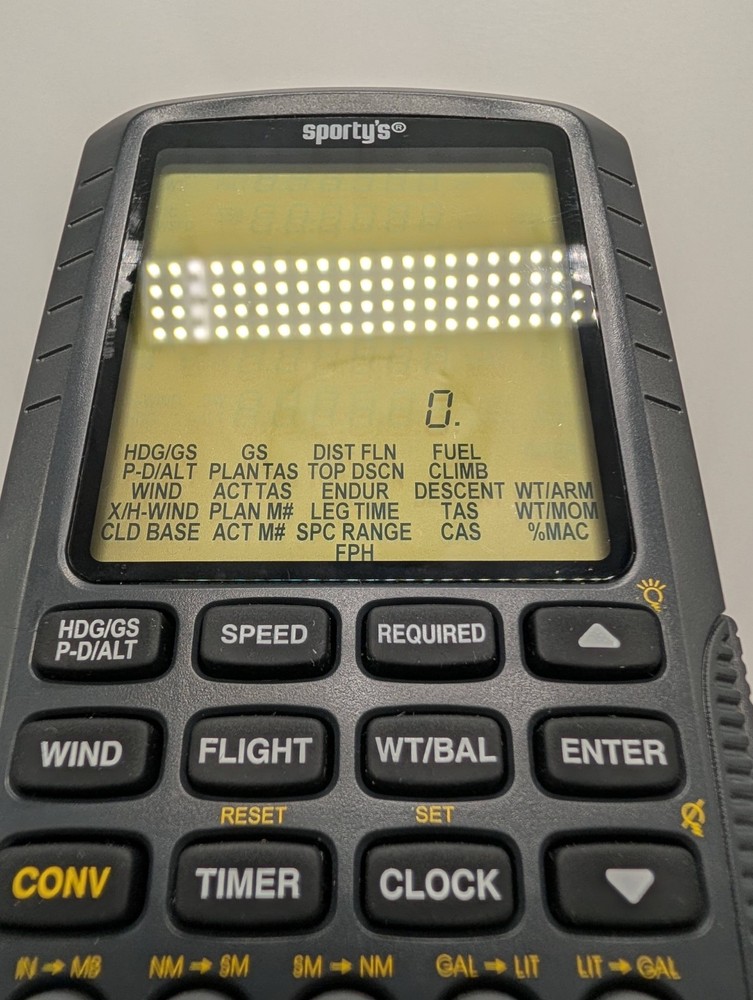 sporty's®
0.
HDG/GS GS DIST FLN FUEL
P-D/ALT PLAN TAS TOP DSCN CLIMB
WIND ACT TAS ENDUR DESCENT WT/ARM
X/H-WIND PLAN M# LEG TIME TAS WT/MOM
CLD BASE ACT M# SPC RANGE CAS %MAC
FPH
HDG/GS SPEED REQUIRED
P-D/ALT
WIND FLIGHT WT/BAL ENTER
RESET SET
CONV TIMER CLOCK
IN → MB NM → SM SM → NM GAL → LIT LIT → GAL